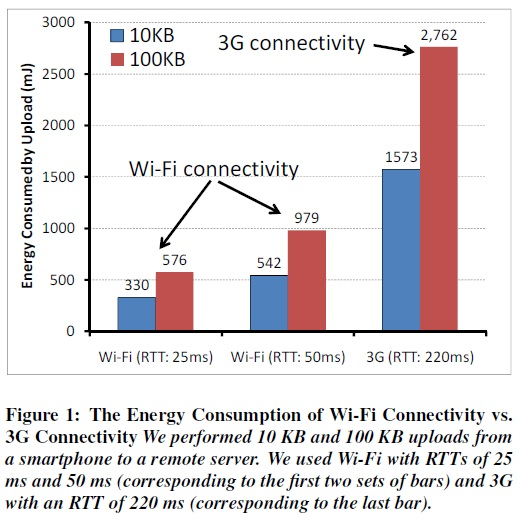 3000
2500
2000
1500
1000
500
0
Energy Consumedby Upload (mJ)
10KB
100KB
3G connectivity
2,762
Wi-Fi connectivity
1573
979
576
542
330
Wi-Fi (RTT: 25ms) Wi-Fi (RTT: 50ms) 3G (RTT: 220ms)
Figure 1: The Energy Consumption of Wi-Fi Connectivity vs.
3G Connectivity We performed 10 KB and 100 KB uploads from
a smartphone to a remote server. We used Wi-Fi with RTTs of 25
ms and 50 ms (corresponding to the first two sets of bars) and 3G
with an RTT of 220 ms (corresponding to the last bar).